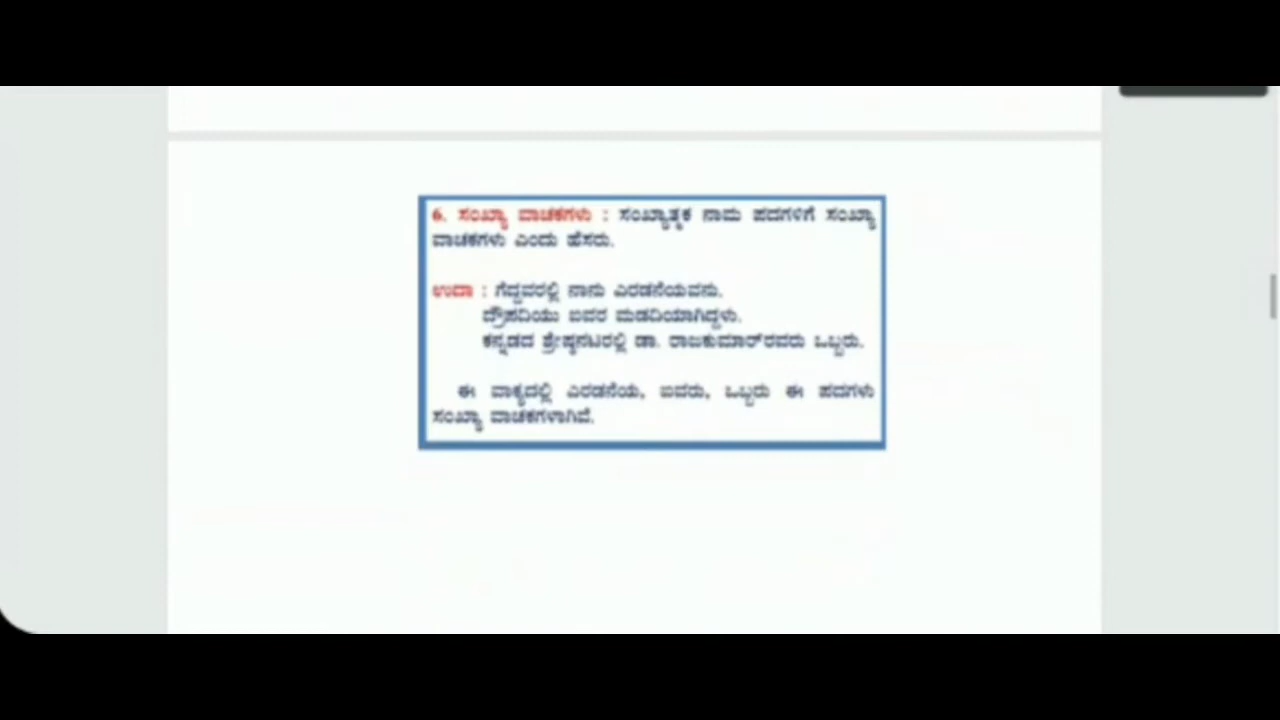 6. ಸಂಖ್ಯಾ ವಾಚಕಗಳು : ಸಂಖ್ಯಾತ್ಮಕ ನಾಮ ಪದಗಳಿಗೆ ಸಂಖ್ಯಾ
ವಾಚಕಗಳು ಎಂದು ಹೆಸರು.
ಉದಾ : ಗೆದ್ದವರಲ್ಲಿ ನಾನು ಎರಡನೆಯವನು.
ದ್ರೌಪದಿಯು ಐವರ ಮಡದಿಯಾಗಿದ್ದಳು.
ಕನ್ನಡದ ಶ್ರೇಷ್ಠನಟರಲ್ಲಿ ಡಾ. ರಾಜಕುಮಾರ್‌ರವರು ಒಬ್ಬರು.
ಈ ವಾಕ್ಯದಲ್ಲಿ ಎರಡನೆಯ, ಐವರು, ಒಬ್ಬರು ಈ ಪದಗಳು
ಸಂಖ್ಯಾ ವಾಚಕಗಳಾಗಿವೆ.